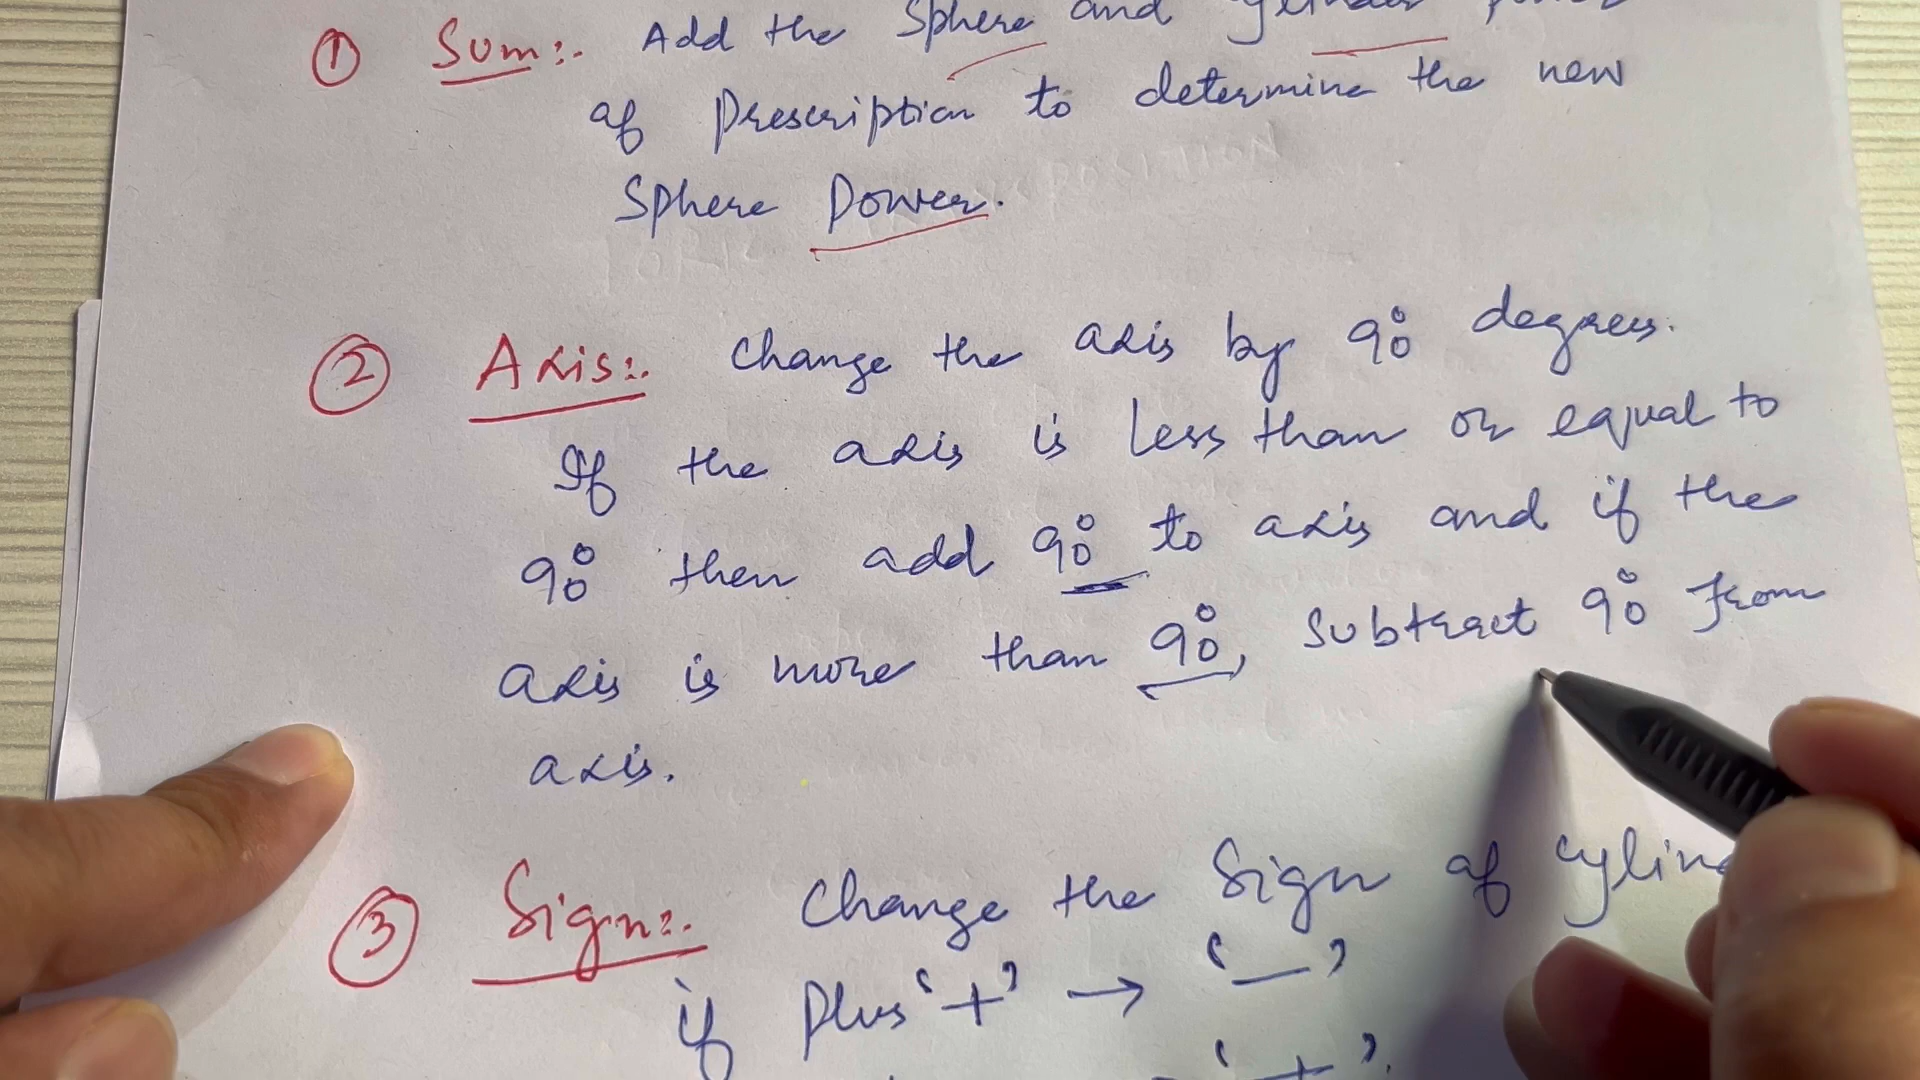 ① Sum:- Add the Sphere and cylinder power
of Prescription to determine the new
Sphere Power.
② Axis:- Change the axis by 90° degrees.
If the axis is less than or equal to
90° then add 90° to axis and if the
axis is more than 90°, subtract 90° from
axis.
③ Sign:- Change the Sign of cylin
if Plus '+' → '—'
'+'.